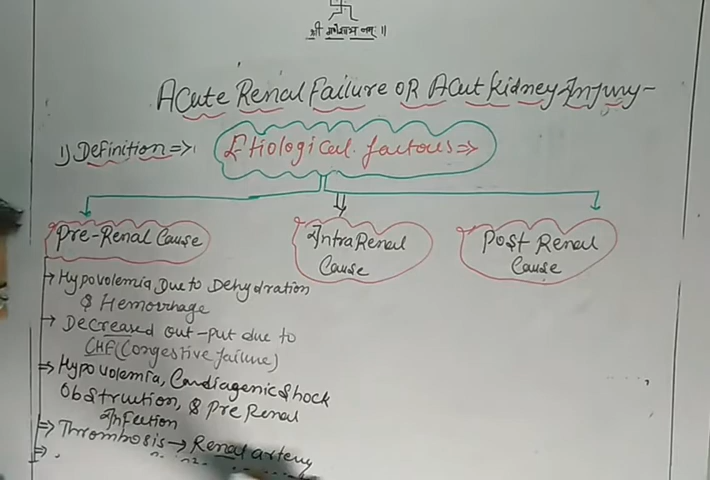 श्री गणेशाय नमः ||
Acute Renal Failure OR Acut Kidney Injury -
1) Definition => Etiological factors =>
Pre-Renal Cause
→ Hypovolemia Due to Dehydration
& Hemorrhage
→ Decreased out-put due to
CHF (Congestive failure)
=> Hypovolemia, Cardiagenic Shock
Obstruction, & Pre Renal
Infection
=> Thrombosis → Renal artery
=> .
Intra Renal
Cause
Post Renal
Cause